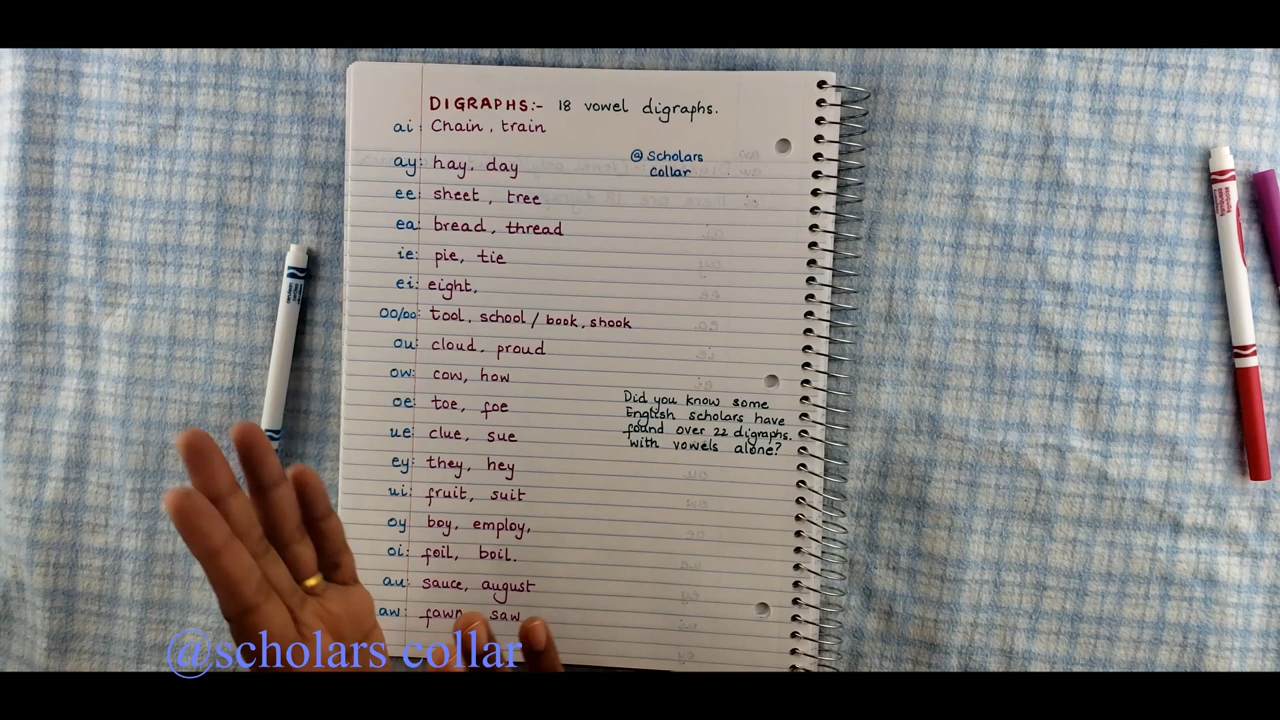 DIGRAPHS:- 18 vowel digraphs.
ai: Chain, train
@ Scholars
collar
ay: hay, day
ee: sheet, tree
ea: bread, thread
ie: pie, tie
ei: eight,
oo/oo: tool, school / book, shook
ou: cloud, proud
ow: cow, how
oe: toe, foe
ue: clue, sue
ey: they, hey
ui: fruit, suit
oy boy, employ,
oi: foil, boil.
au: sauce, august
aw: fawn, saw
Did you know some
English scholars have
found over 22 digraphs.
with vowels alone?
@scholars collar